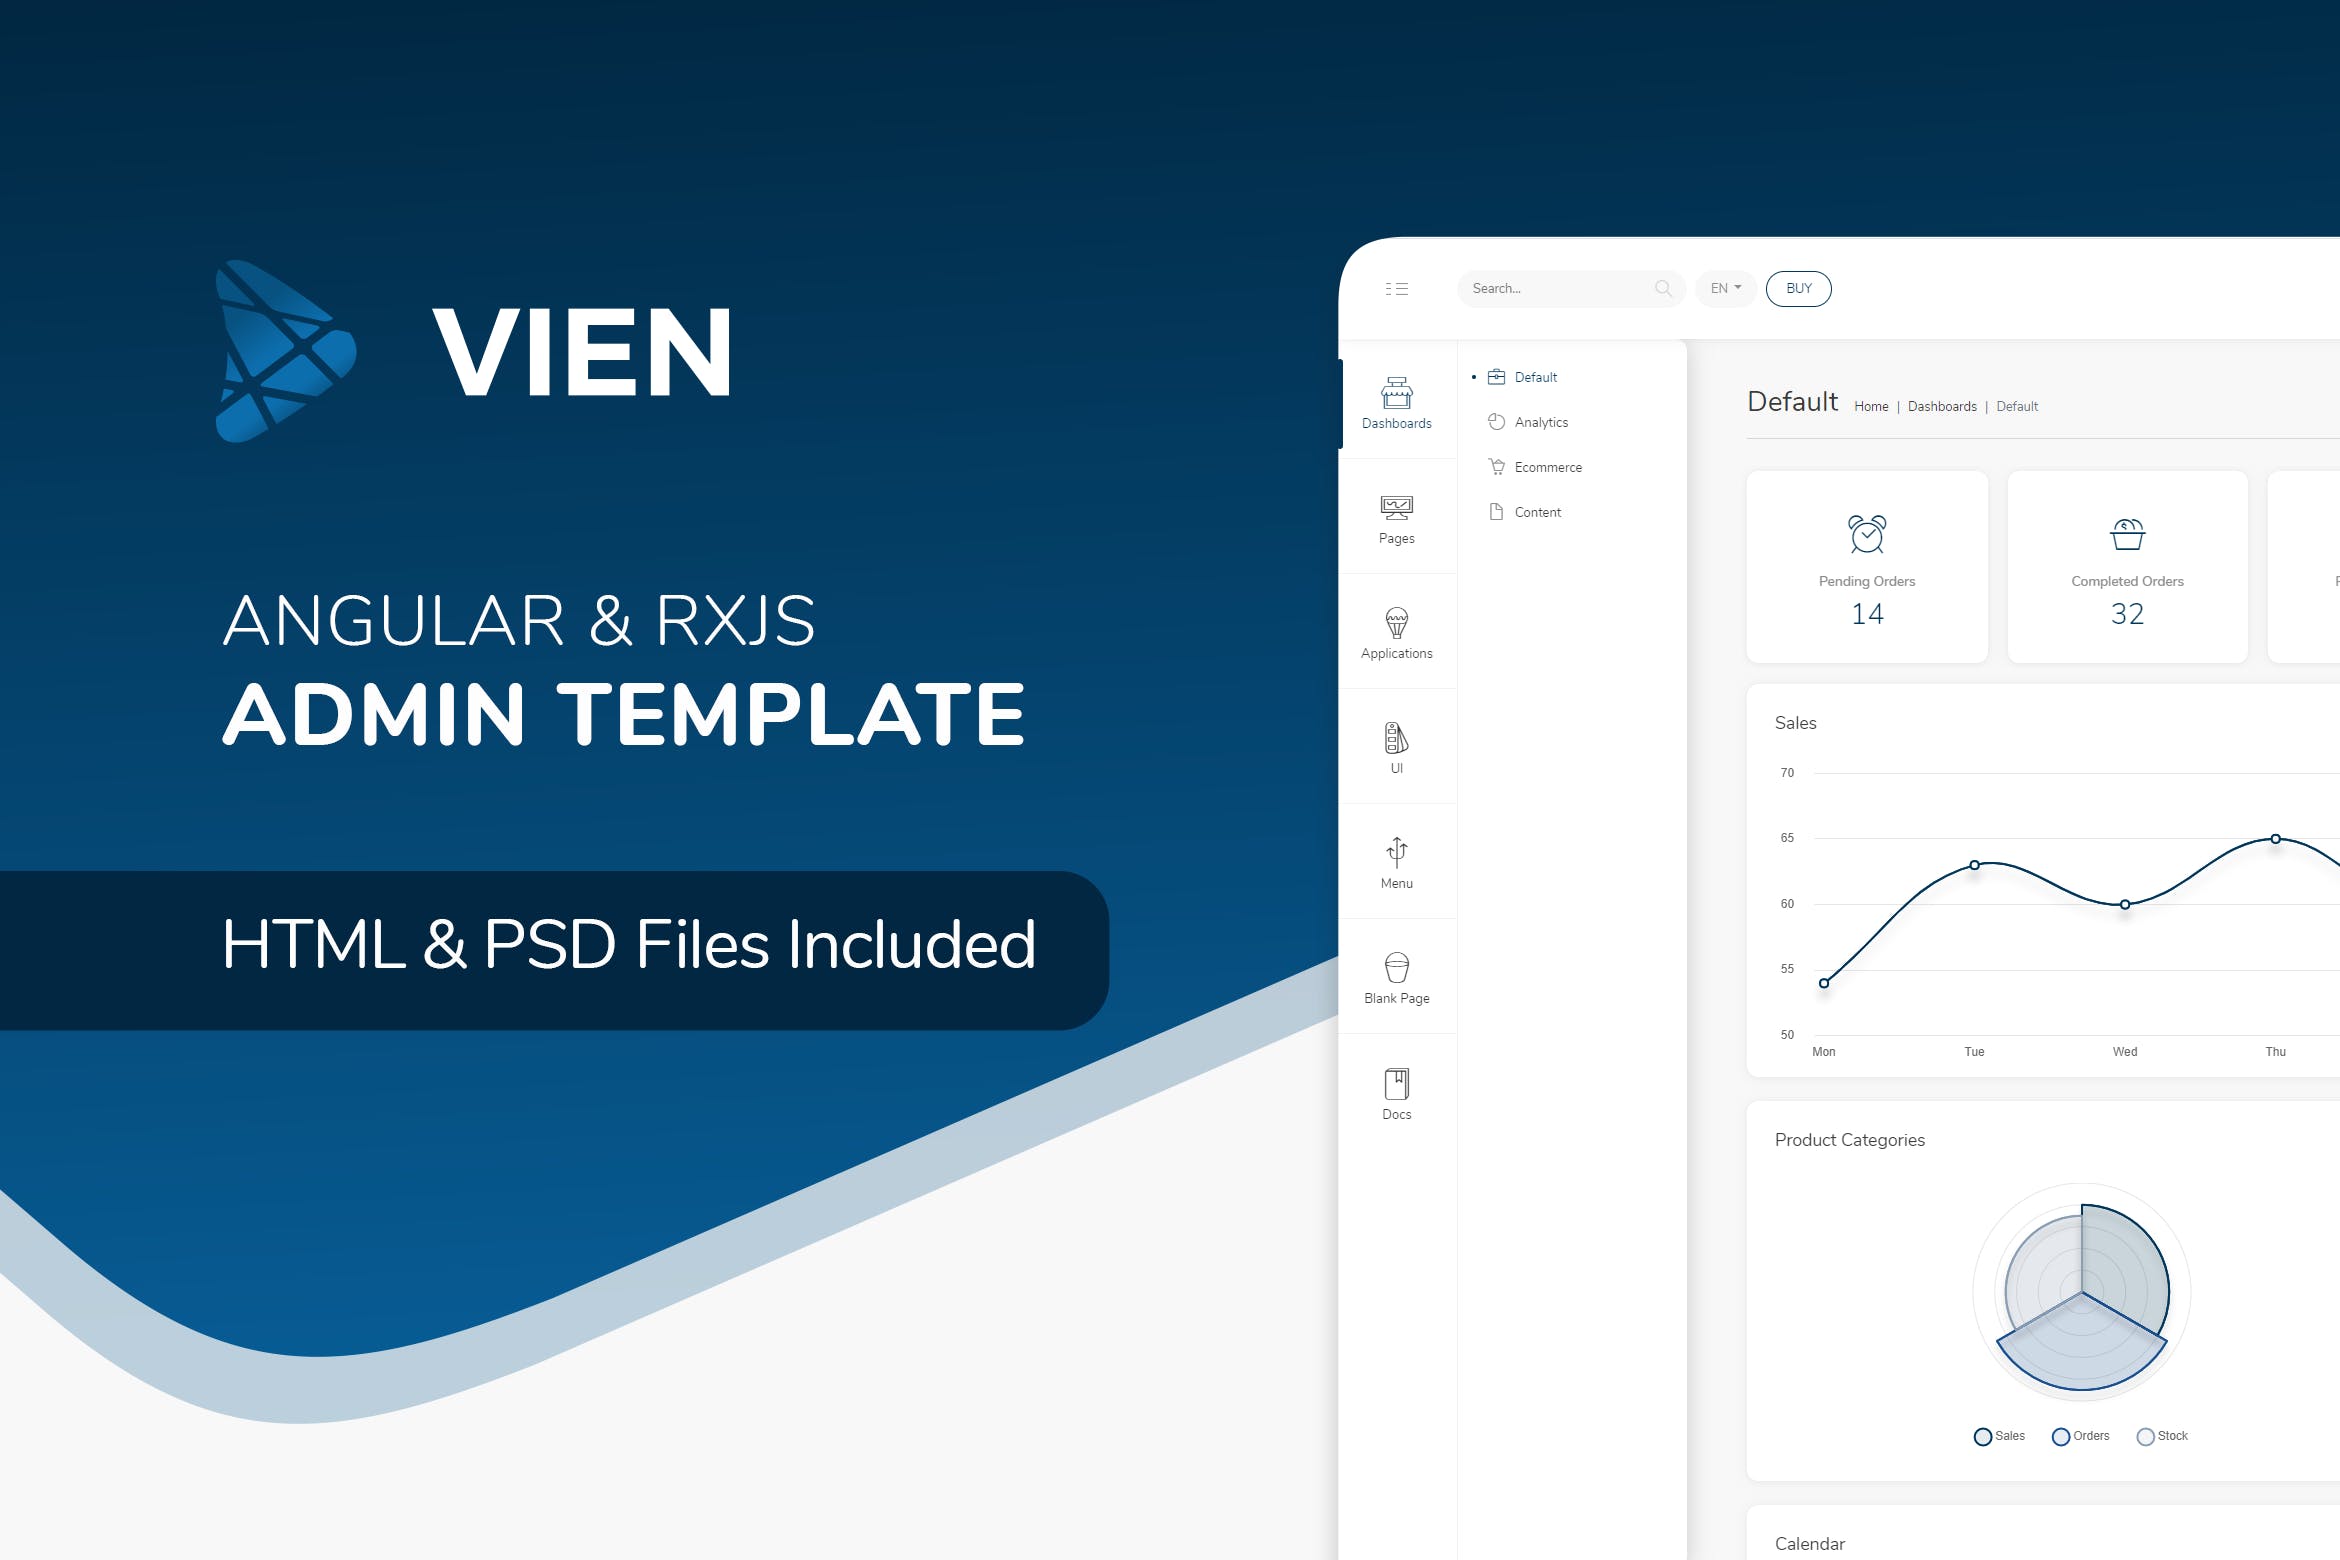 VIEN
ANGULAR & RXJS
ADMIN TEMPLATE
HTML & PSD Files Included
Search...
EN
BUY
Dashboards
Pages
Applications
UI
Menu
Blank Page
Docs
Default
Analytics
Ecommerce
Content
Default Home | Dashboards | Default
Pending Orders
14
Completed Orders
32
Sales
70
65
60
55
50
Mon Tue Wed Thu
Product Categories
Sales Orders Stock
Calendar